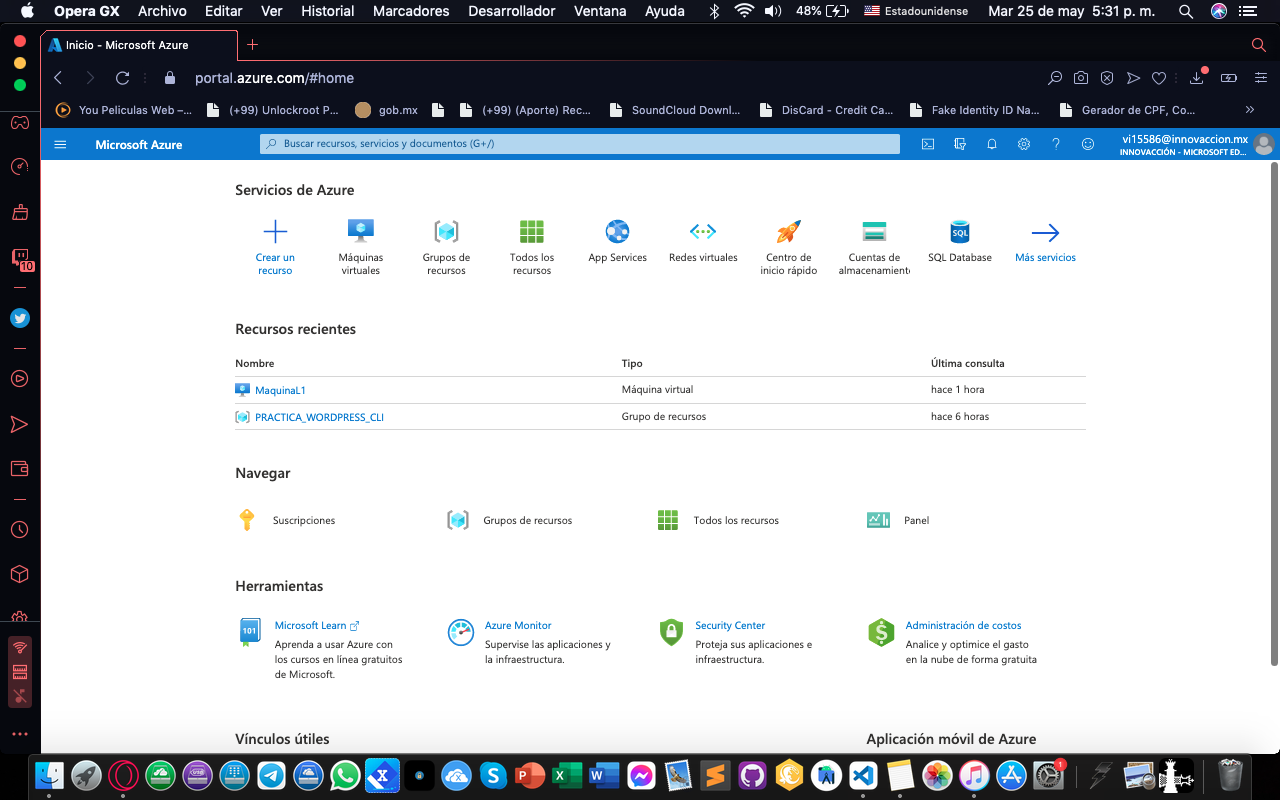 Opera GX Archivo Editar Ver Historial Marcadores Desarrollador Ventana Ayuda 48% Estadounidense Mar 25 de may 5:31 p. m.
Inicio - Microsoft Azure
portal.azure.com/#home
You Peliculas Web –... (+99) Unlockroot P... gob.mx (+99) (Aporte) Rec... SoundCloud Downl... DisCard - Credit Ca... Fake Identity ID Na... Gerador de CPF, Co... »
Microsoft Azure Buscar recursos, servicios y documentos (G+/) vi15586@innovaccion.mx
INNOVACCIÓN - MICROSOFT ED...
Servicios de Azure
Crear un recurso
Máquinas virtuales
Grupos de recursos
Todos los recursos
App Services
Redes virtuales
Centro de inicio rápido
Cuentas de almacenamient
SQL Database
Más servicios
SQL
Recursos recientes
Nombre Tipo Última consulta
MaquinaL1 Máquina virtual hace 1 hora
PRACTICA_WORDPRESS_CLI Grupo de recursos hace 6 horas
Navegar
Suscripciones Grupos de recursos Todos los recursos Panel
Herramientas
101
Microsoft Learn
Aprenda a usar Azure con
los cursos en línea gratuitos
de Microsoft.
Azure Monitor
Supervise las aplicaciones y
la infraestructura.
Security Center
Proteja sus aplicaciones e
infraestructura.
Administración de costos
Analice y optimice el gasto
en la nube de forma gratuita
Vínculos útiles Aplicación móvil de Azure
10
1